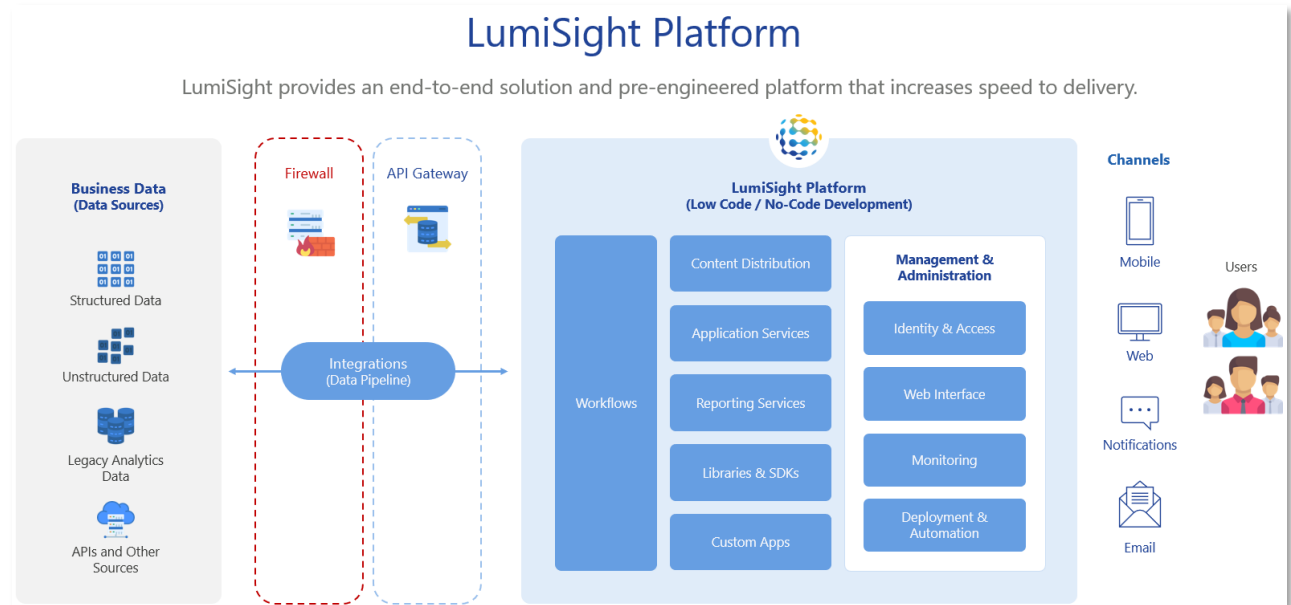 LumiSight Platform
LumiSight provides an end-to-end solution and pre-engineered platform that increases speed to delivery.
Business Data
(Data Sources)
Structured Data
Unstructured Data
Legacy Analytics
Data
APIs and Other
Sources
Firewall
API Gateway
Integrations
(Data Pipeline)
LumiSight Platform
(Low Code / No-Code Development)
Workflows
Content Distribution
Application Services
Reporting Services
Libraries & SDKs
Custom Apps
Management &
Administration
Identity & Access
Web Interface
Monitoring
Deployment &
Automation
Channels
Mobile
Web
Notifications
Email
Users